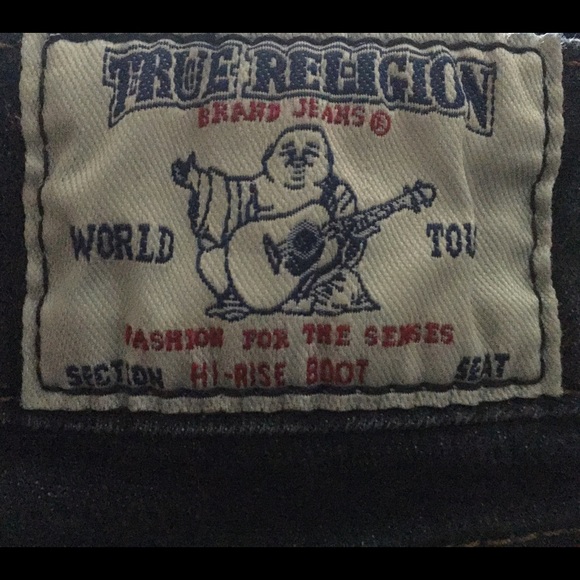 TRUE RELIGION
BRAND JEANS®
WORLD TOU
FASHION FOR THE SENSES
SECTION HI-RISE BOOT SEAT